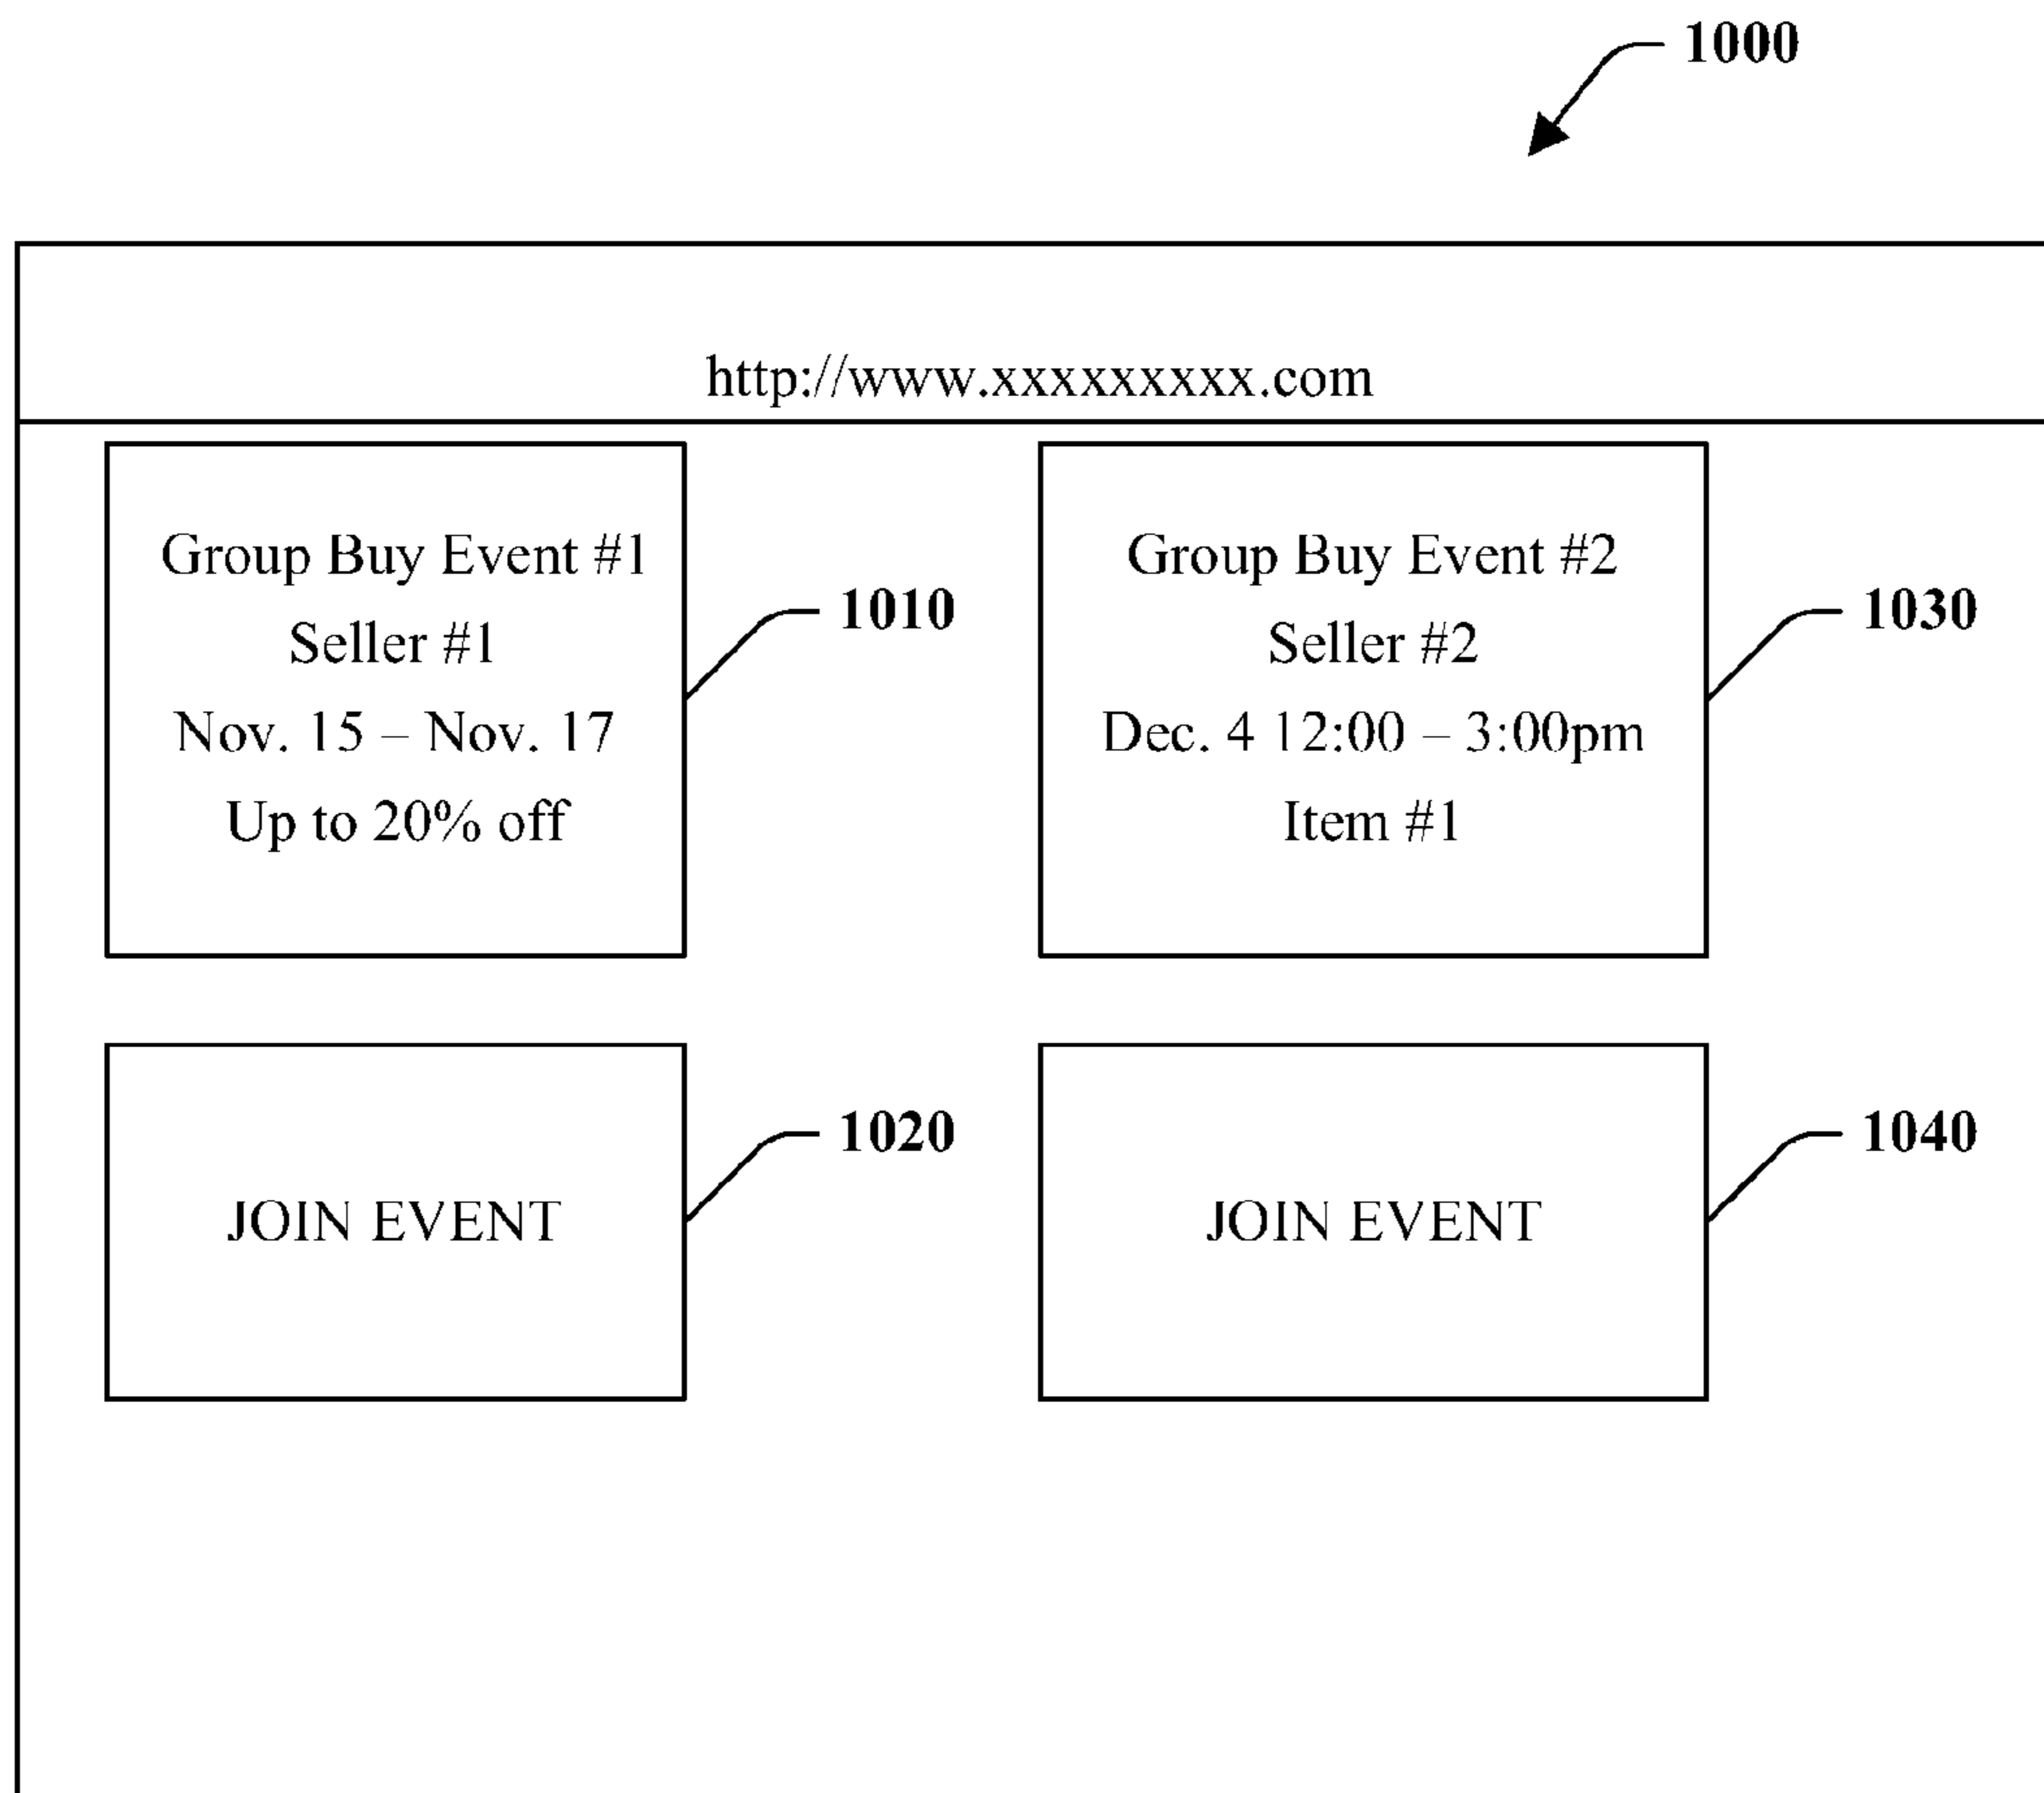 1000
http://www.xxxxxxxxx.com
Group Buy Event #1
Seller #1
Nov. 15 – Nov. 17
Up to 20% off
1010
Group Buy Event #2
Seller #2
Dec. 4 12:00 – 3:00pm
Item #1
1030
JOIN EVENT
1020
JOIN EVENT
1040